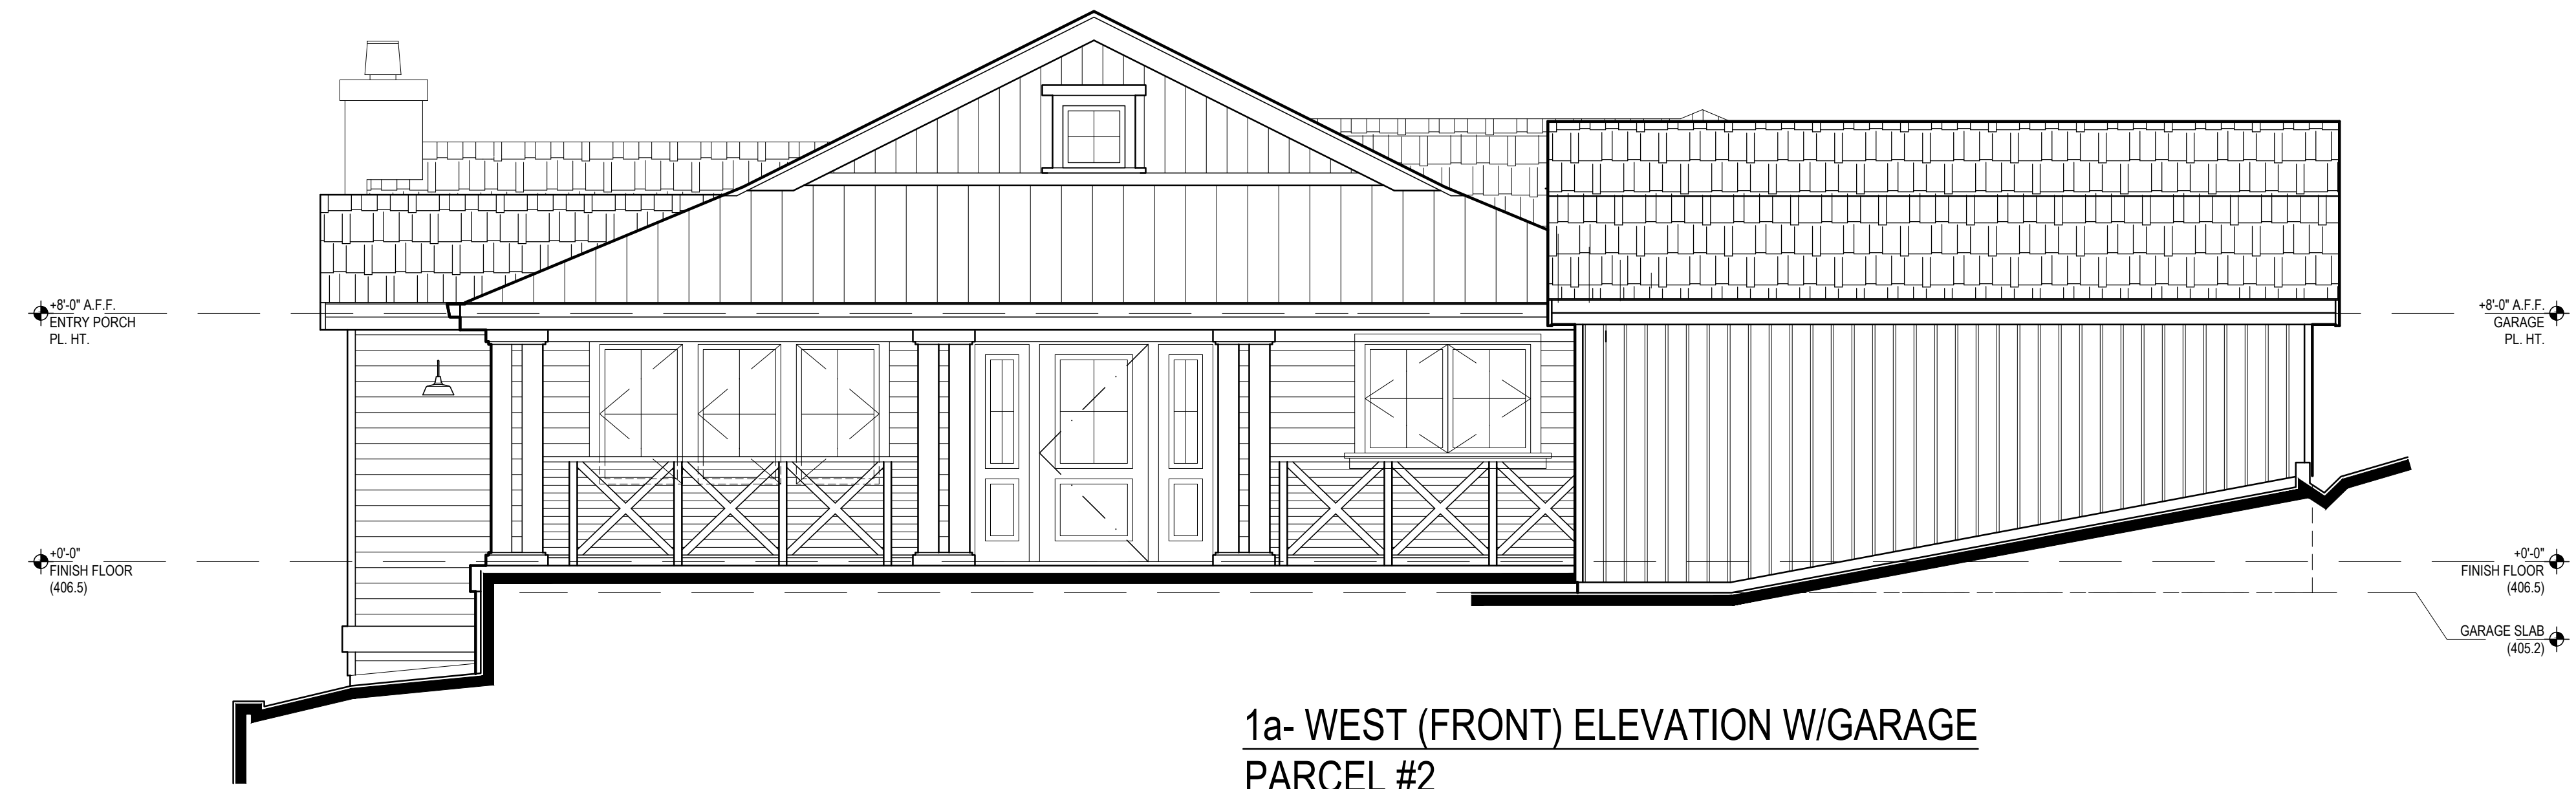 +8'-0" A.F.F.
ENTRY PORCH
PL. HT.
+8'-0" A.F.F.
GARAGE
PL. HT.
+0'-0"
FINISH FLOOR
(406.5)
+0'-0"
FINISH FLOOR
(406.5)
GARAGE SLAB
(405.2)
1a- WEST (FRONT) ELEVATION W/GARAGE
PARCEL #2